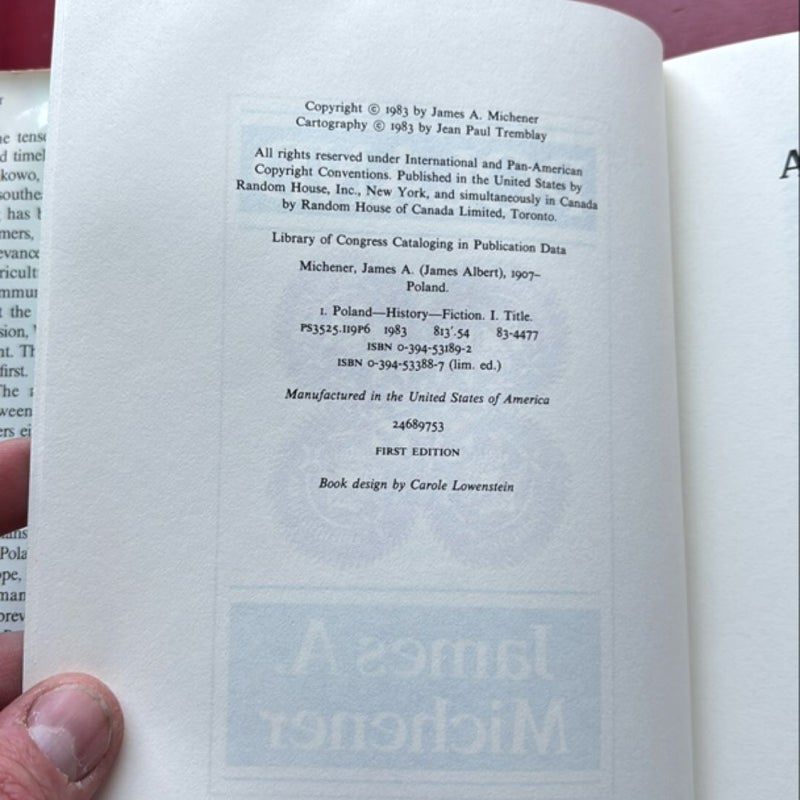 Copyright © 1983 by James A. Michener
Cartography © 1983 by Jean Paul Tremblay
All rights reserved under International and Pan-American
Copyright Conventions. Published in the United States by
Random House, Inc., New York, and simultaneously in Canada
by Random House of Canada Limited, Toronto.
Library of Congress Cataloging in Publication Data
Michener, James A. (James Albert), 1907–
Poland.
1. Poland—History—Fiction. I. Title.
PS3525.I19P6 1983 813'.54 83-4477
ISBN 0-394-53189-2
ISBN 0-394-53388-7 (lim. ed.)
Manufactured in the United States of America
24689753
FIRST EDITION
Book design by Carole Lowenstein
James A.
Michener
A